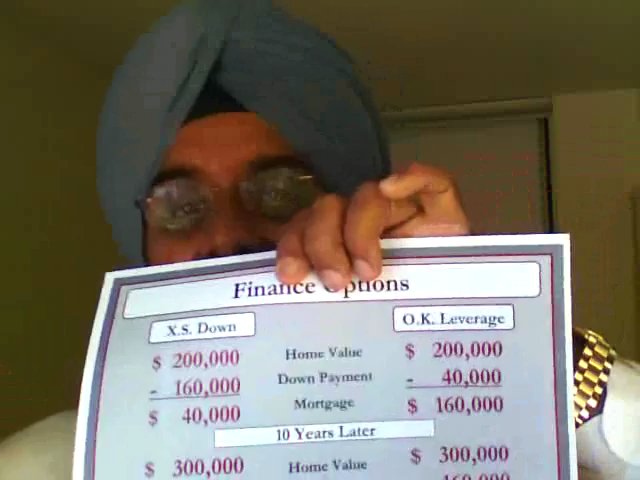 Finance Options
X.S. Down O.K. Leverage
$ 200,000 Home Value $ 200,000
- 160,000 Down Payment - 40,000
$ 40,000 Mortgage $ 160,000
10 Years Later
$ 300,000 Home Value $ 300,000